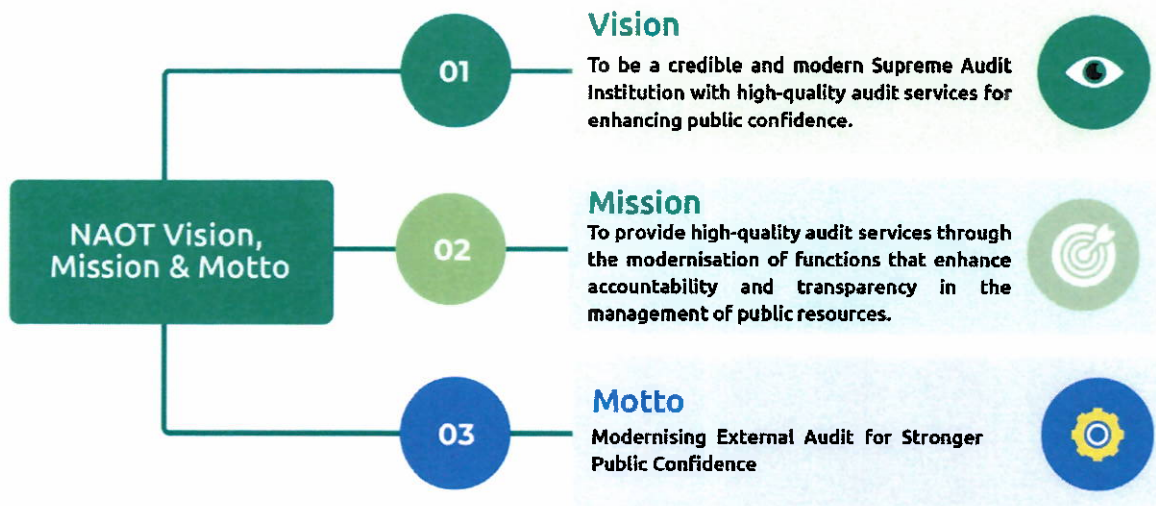 NAOT Vision,
Mission & Motto
01
Vision
To be a credible and modern Supreme Audit
Institution with high-quality audit services for
enhancing public confidence.
02
Mission
To provide high-quality audit services through
the modernisation of functions that enhance
accountability and transparency in the
management of public resources.
03
Motto
Modernising External Audit for Stronger
Public Confidence